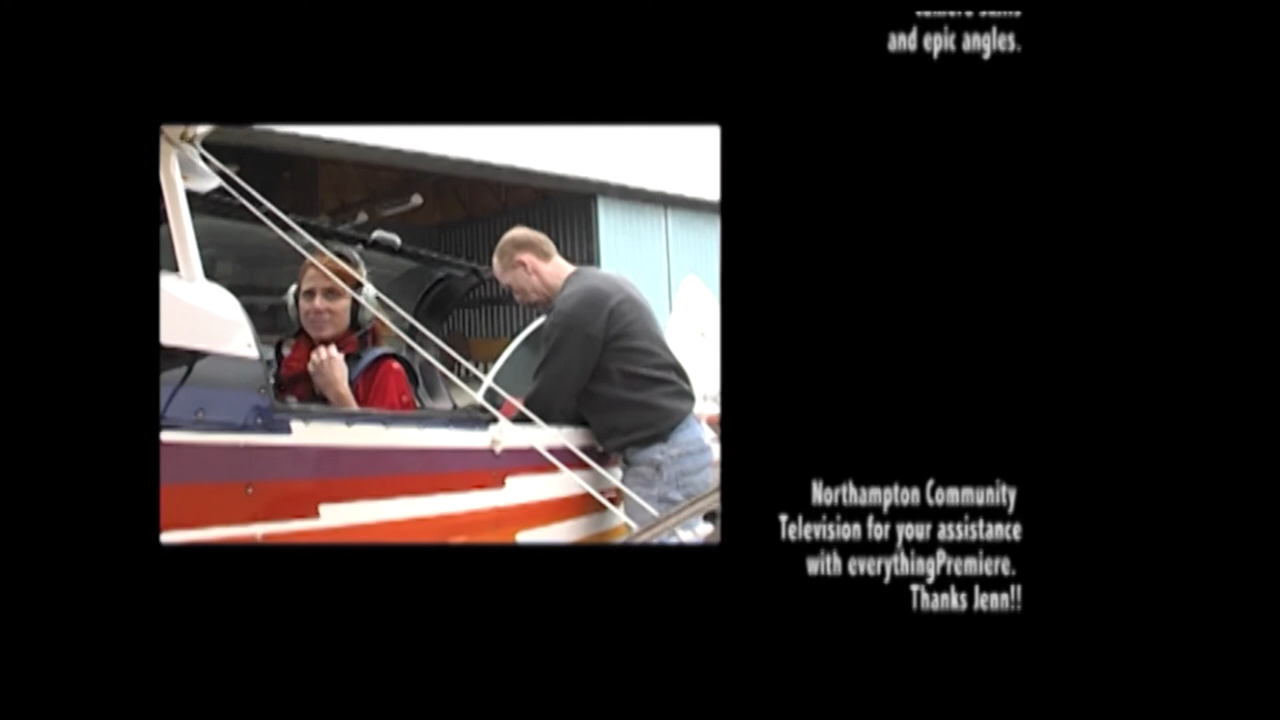 and epic angles.
Northampton Community
Television for your assistance
with everythingPremiere.
Thanks Jenn!!